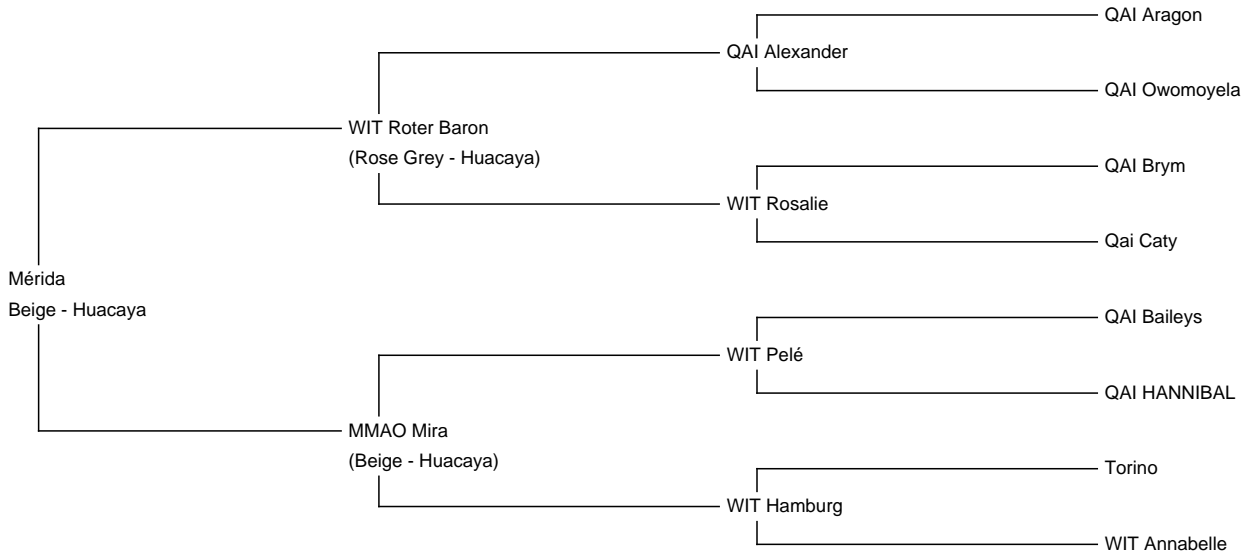 QAI Aragon
QAI Alexander
QAI Owomoyela
WIT Roter Baron
(Rose Grey - Huacaya)
QAI Brym
WIT Rosalie
Qai Caty
Mérida
Beige - Huacaya
QAI Baileys
WIT Pelé
QAI HANNIBAL
MMAO Mira
(Beige - Huacaya)
Torino
WIT Hamburg
WIT Annabelle